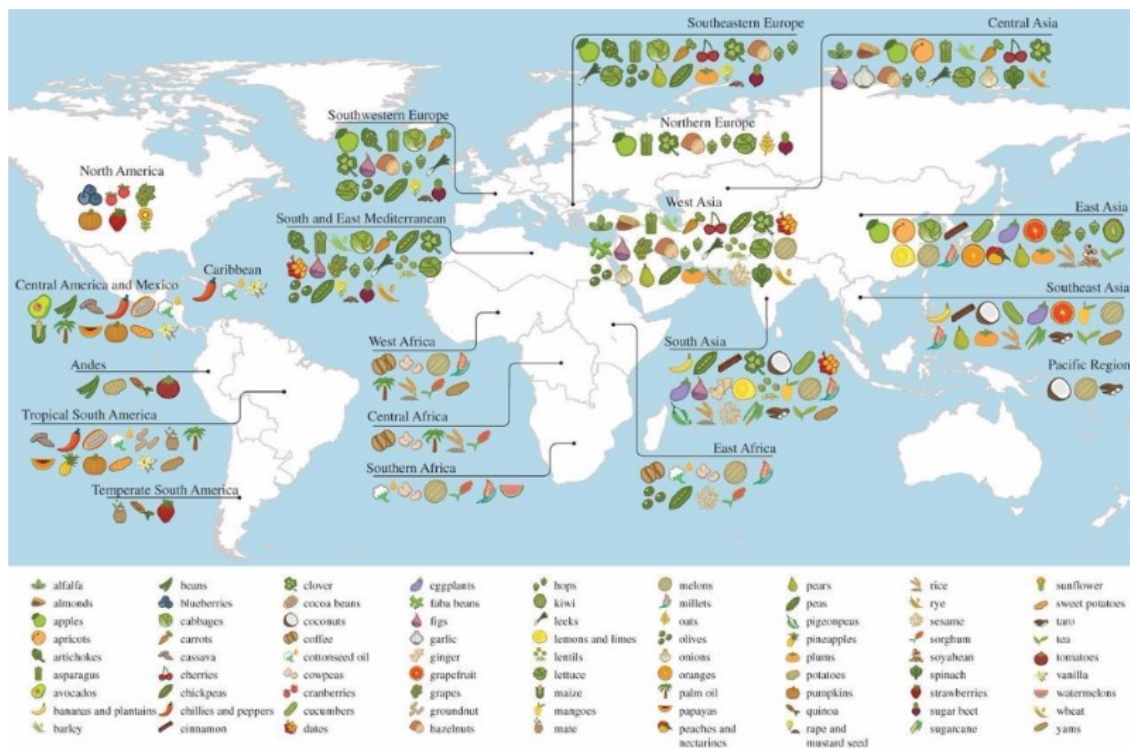 Southeastern Europe
Central Asia
Southwestern Europe
Northern Europe
North America
West Asia
South and East Mediterranean
East Asia
Caribbean
Central America and Mexico
Southeast Asia
West Africa
South Asia
Andes
Pacific Region
Tropical South America
Central Africa
East Africa
Southern Africa
Temperate South America
alfalfa
almonds
apples
apricots
artichokes
asparagus
avocados
bananas and plantains
barley
beans
blueberries
cabbages
carrots
cassava
cherries
chickpeas
chillies and peppers
cinnamon
clover
cocoa beans
coconuts
coffee
cottonseed oil
cowpeas
cranberries
cucumbers
dates
eggplants
faba beans
figs
garlic
ginger
grapefruit
grapes
groundnut
hazelnuts
hops
kiwi
leeks
lemons and limes
lentils
lettuce
maize
mangoes
mate
melons
millets
oats
olives
onions
oranges
palm oil
papayas
peaches and
nectarines
pears
peas
pigeonpeas
pineapples
plums
potatoes
pumpkins
quinoa
rape and
mustard seed
rice
rye
sesame
sorghum
soyabean
spinach
strawberries
sugar beet
sugarcane
sunflower
sweet potatoes
taro
tea
tomatoes
vanilla
watermelons
wheat
yams